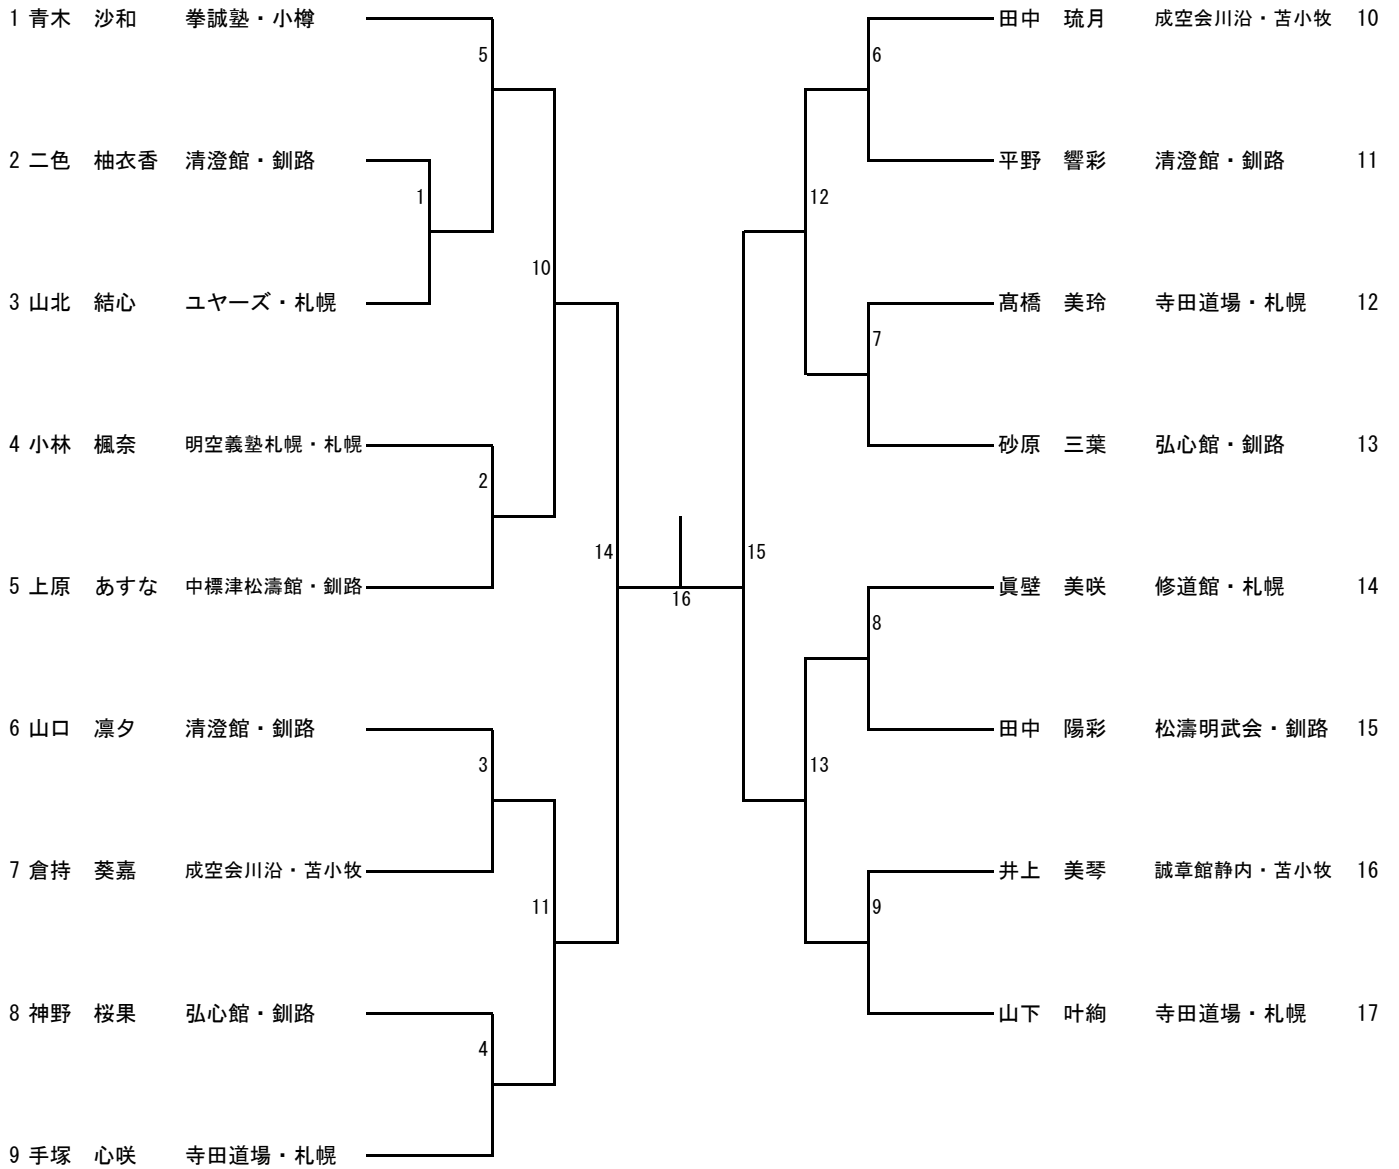 1 青木 沙和 拳誠塾・小樽
5
2 二色 柚衣香 清澄館・釧路
1
10
3 山北 結心 ユヤーズ・札幌
4 小林 楓奈 明空義塾札幌・札幌
2
14
5 上原 あすな 中標津松濤館・釧路
6 山口 凛夕 清澄館・釧路
3
7 倉持 葵嘉 成空会川沿・苫小牧
11
8 神野 桜果 弘心館・釧路
4
9 手塚 心咲 寺田道場・札幌
16
田中 琉月 成空会川沿・苫小牧 10
6
平野 響彩 清澄館・釧路 11
12
髙橋 美玲 寺田道場・札幌 12
7
砂原 三葉 弘心館・釧路 13
15
眞壁 美咲 修道館・札幌 14
8
田中 陽彩 松濤明武会・釧路 15
13
井上 美琴 誠章館静内・苫小牧 16
9
山下 叶絢 寺田道場・札幌 17